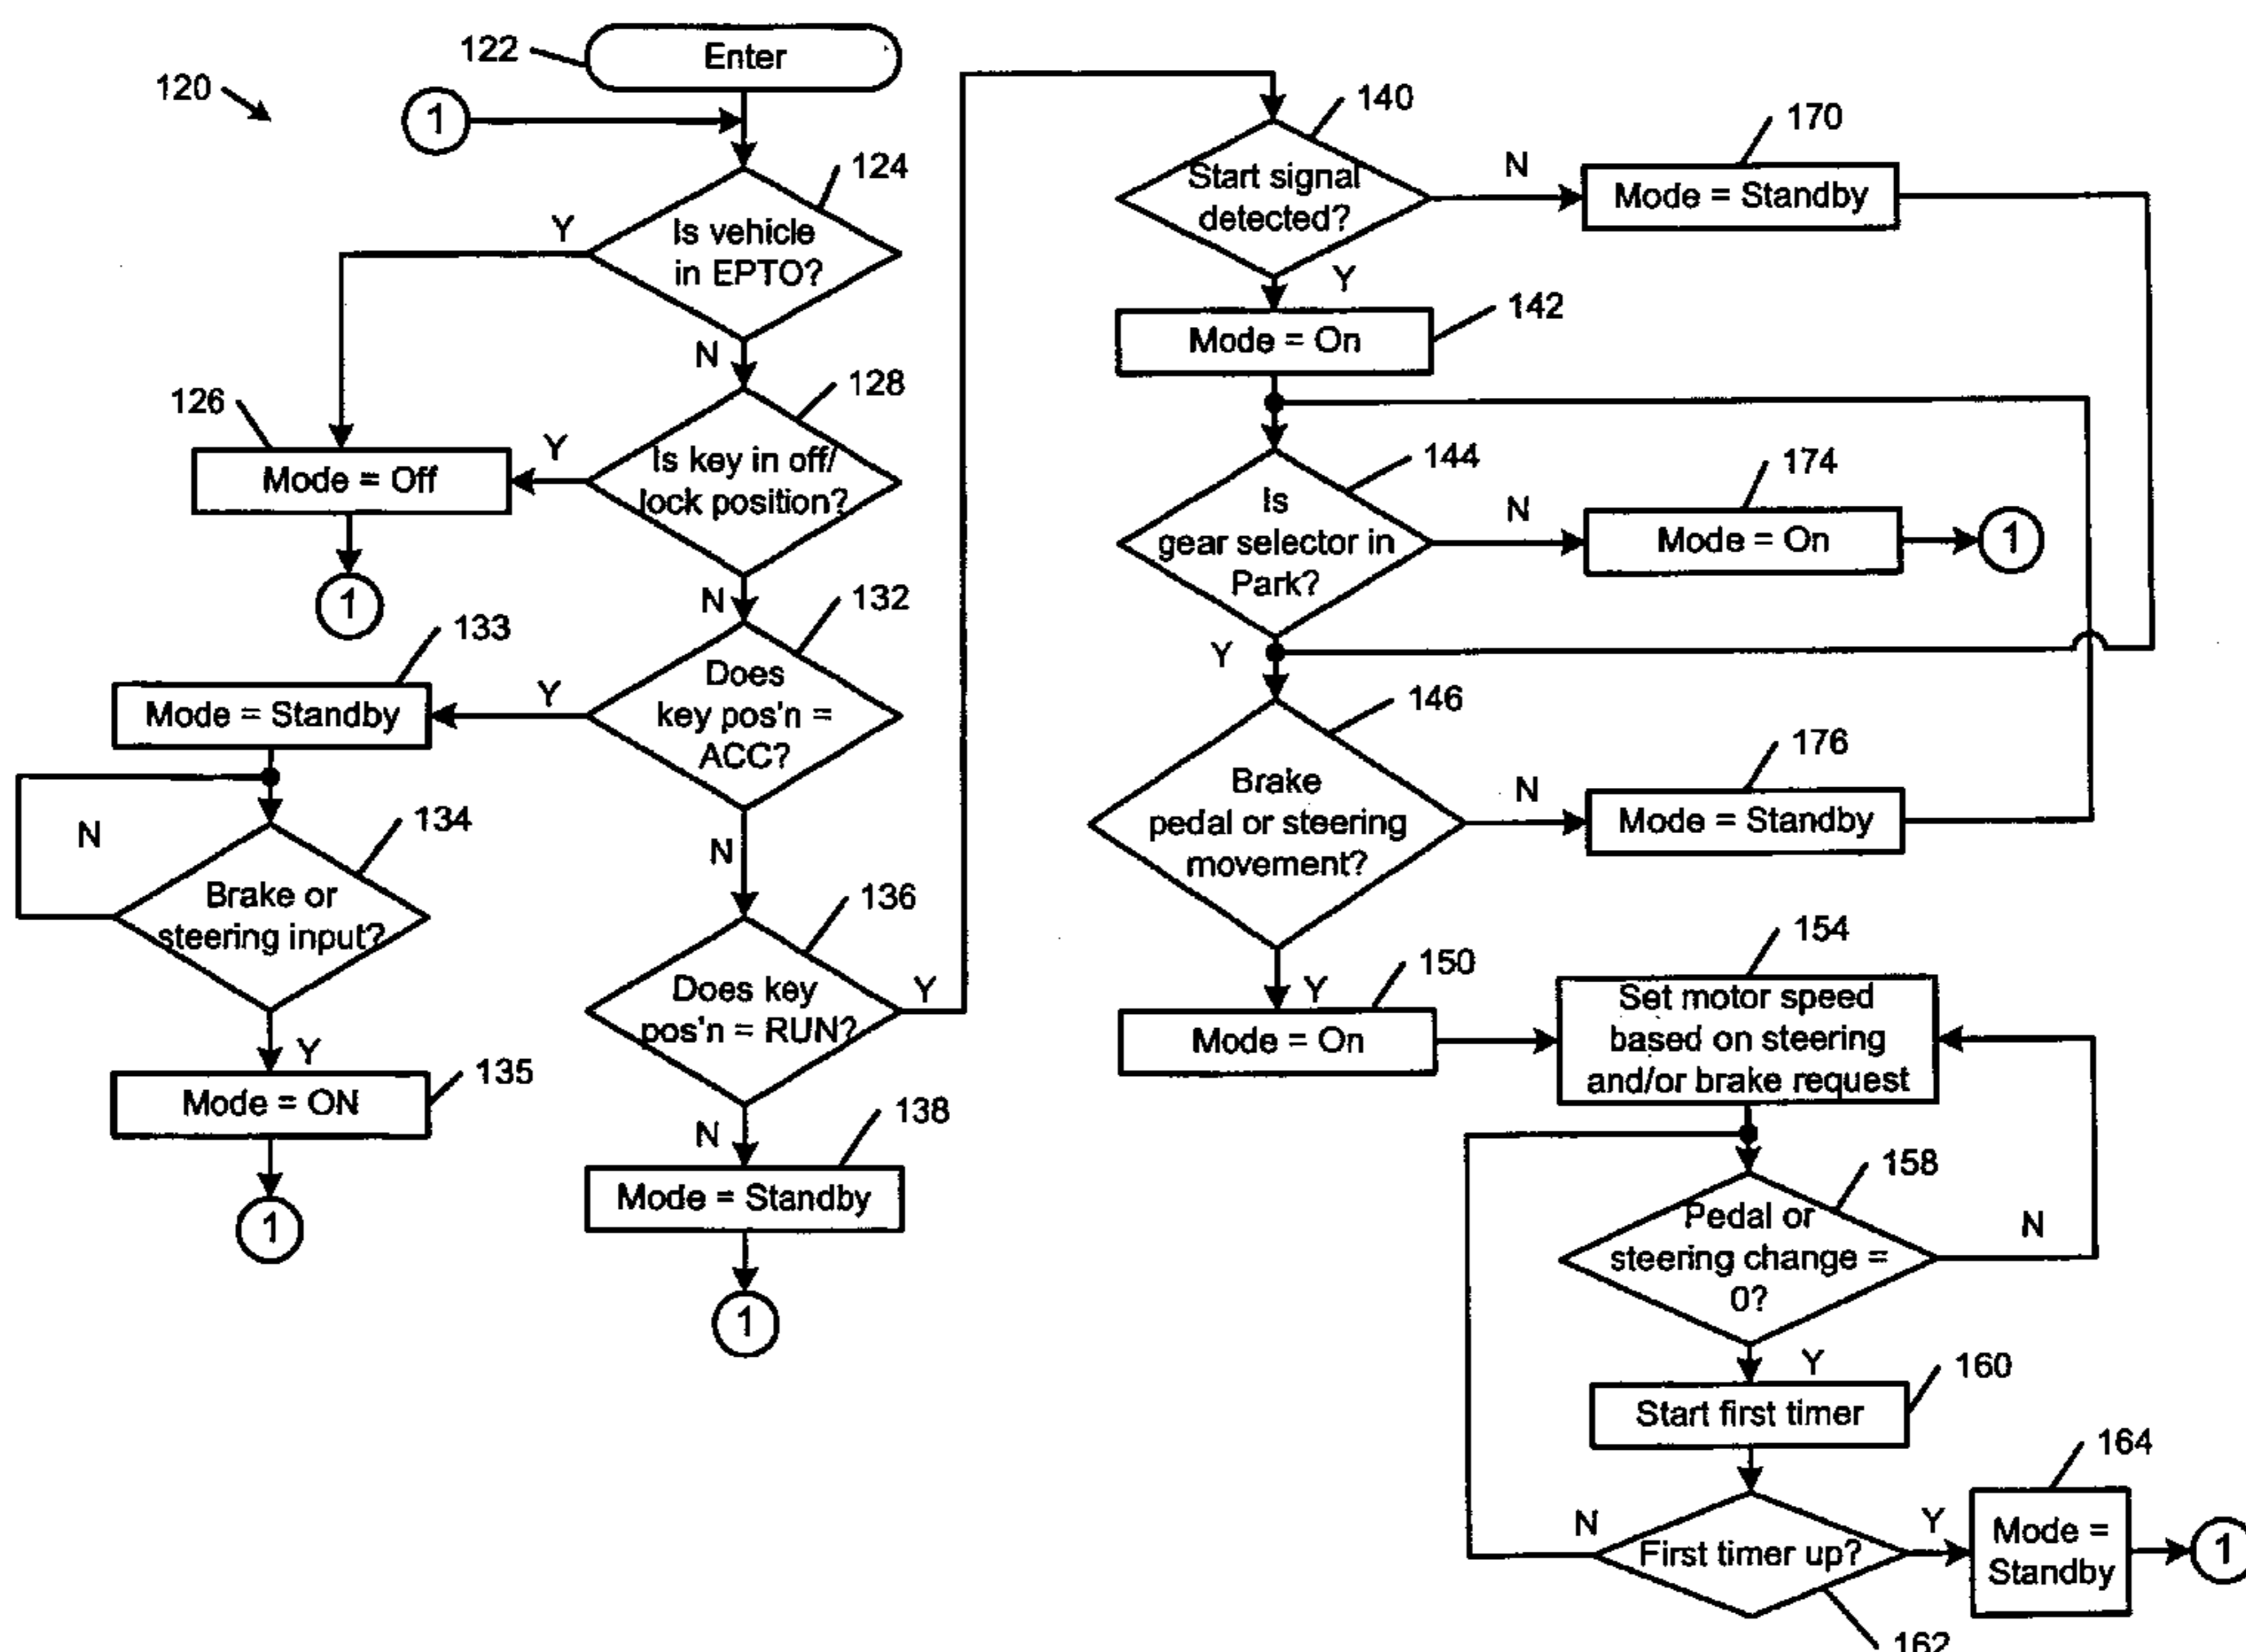 120
122
Enter
1
124
Is vehicle
in EPTO?
Y
N
126
Mode = Off
1
128
Is key in off/
lock position?
Y
N
132
Does
key pos'n =
ACC?
Y
N
133
Mode = Standby
134
Brake or
steering input?
N
Y
135
Mode = ON
1
136
Does key
pos'n = RUN?
Y
N
138
Mode = Standby
1
140
Start signal
detected?
N
Y
170
Mode = Standby
142
Mode = On
144
Is
gear selector in
Park?
N
Y
174
Mode = On
1
146
Brake
pedal or steering
movement?
N
Y
176
Mode = Standby
150
Mode = On
154
Set motor speed
based on steering
and/or brake request
158
Pedal or
steering change =
0?
N
Y
160
Start first timer
162
First timer up?
N
Y
164
Mode =
Standby
1